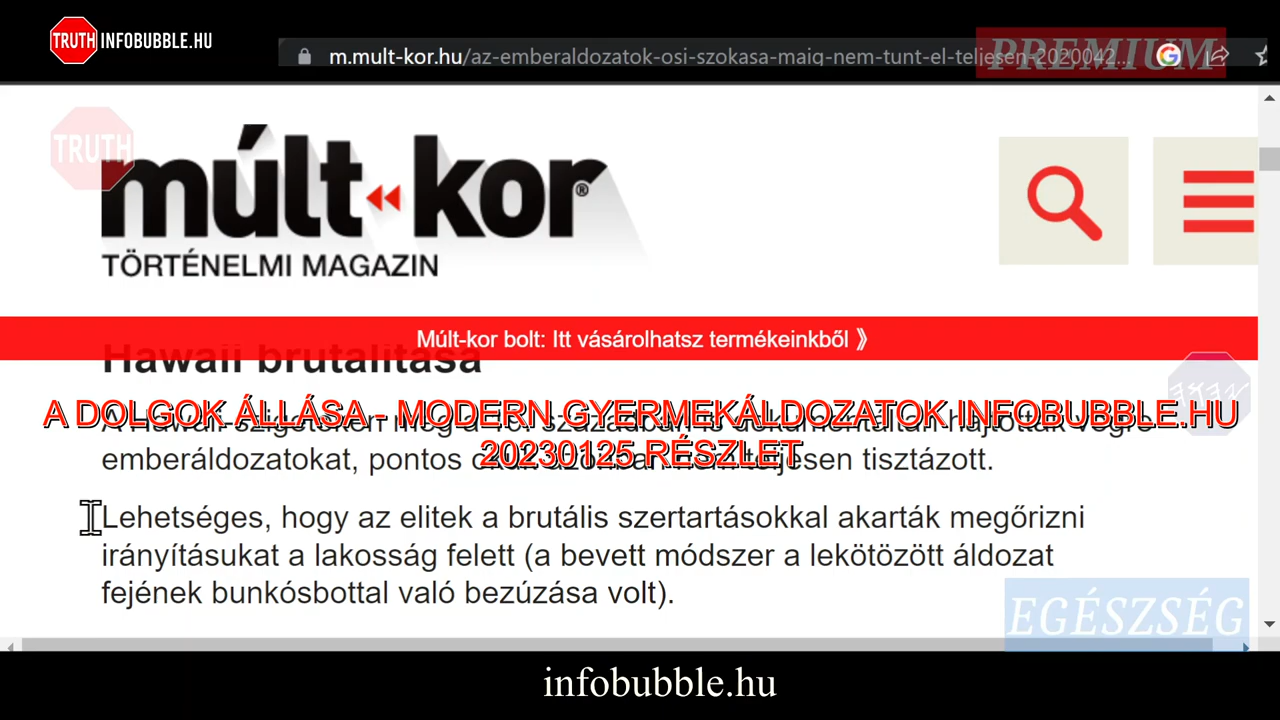 TRUTH INFOBUBBLE.HU
m.mult-kor.hu/az-emberaldozatok-osi-szokasa-maig-nem-tunt-el-teljesen-2020042...
PREMIUM
TRUTH
múlt-kor®
TÖRTÉNELMI MAGAZIN
Múlt-kor bolt: Itt vásárolhatsz termékeinkből 》
Hawaii brutalitása
A DOLGOK ÁLLÁSA - MODERN GYERMEKÁLDOZATOK INFOBUBBLE.HU
20230125 RÉSZLET
emberáldozatokat, pontos teljesen tisztázott.
Lehetséges, hogy az elitek a brutális szertartásokkal akarták megőrizni
irányításukat a lakosság felett (a bevett módszer a lekötözött áldozat
fejének bunkósbottal való bezúzása volt).
EGÉSZSÉG
infobubble.hu